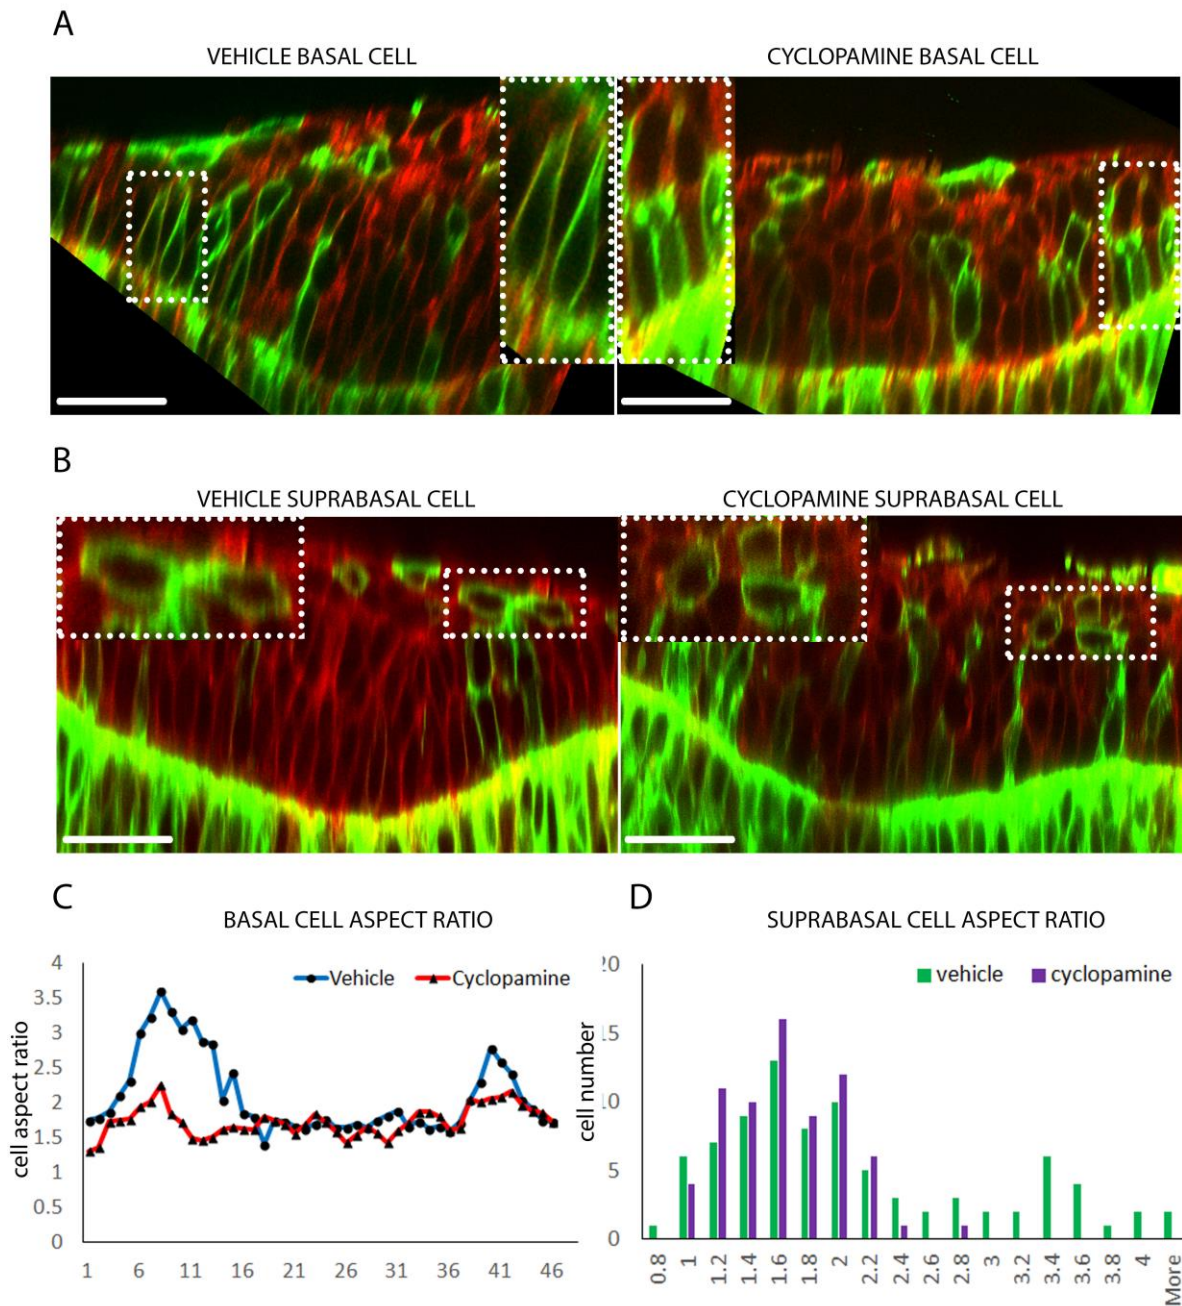 A
VEHICLE BASAL CELL
CYCLOPAMINE BASAL CELL
B
VEHICLE SUPRABASAL CELL
CYCLOPAMINE SUPRABASAL CELL
C
BASAL CELL ASPECT RATIO
4
3.5
3
2.5
2
1.5
1
0.5
0
cell aspect ratio
Vehicle Cyclopamine
1 6 11 16 21 26 31 36 41 46
D
SUPRABASAL CELL ASPECT RATIO
20
15
10
5
0
cell number
vehicle cyclopamine
0.8 1 1.2 1.4 1.6 1.8 2 2.2 2.4 2.6 2.8 3 3.2 3.4 3.6 3.8 4 More